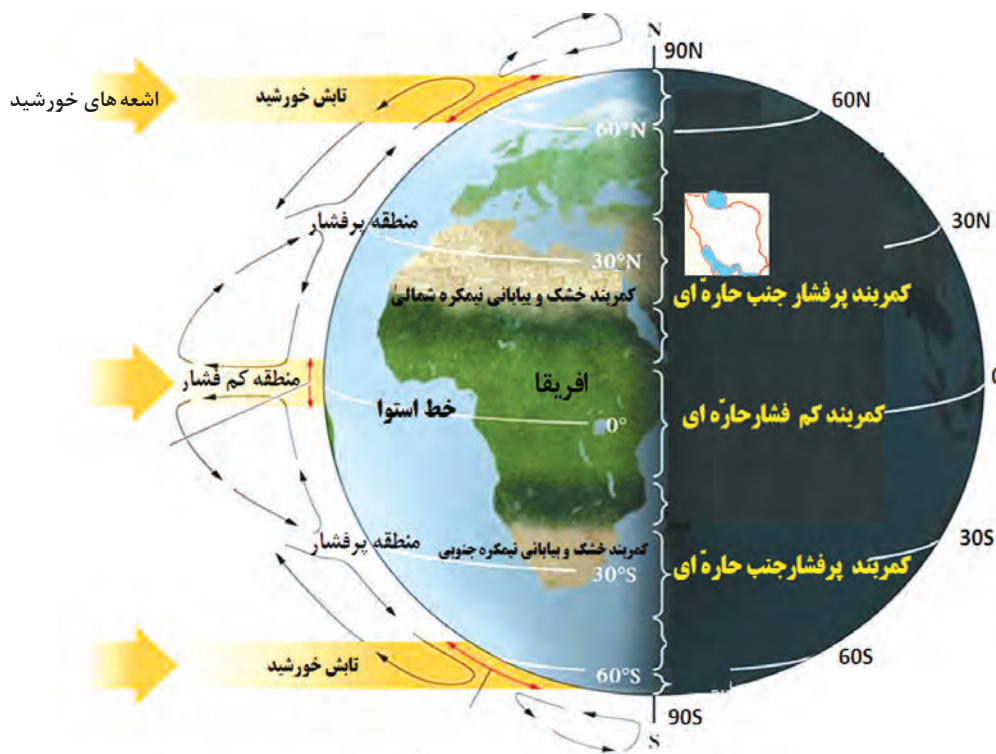 N
90N
اشعه های خورشید
تابش خورشید
60N
60°N
منطقه پرفشار
30N
30°N
کمربند خشک و بیابانی نیمکره شمالی
کمربند پرفشار جنب حارّه ای
منطقه کم فشار
افریقا
خط استوا
0
0°
کمربند کم فشارحارّه ای
منطقه پرفشار
کمربند خشک و بیابانی نیمکره جنوبی
30°S
30S
کمربند پرفشارجنب حارّه ای
تابش خورشید
60°S
60S
90S
S